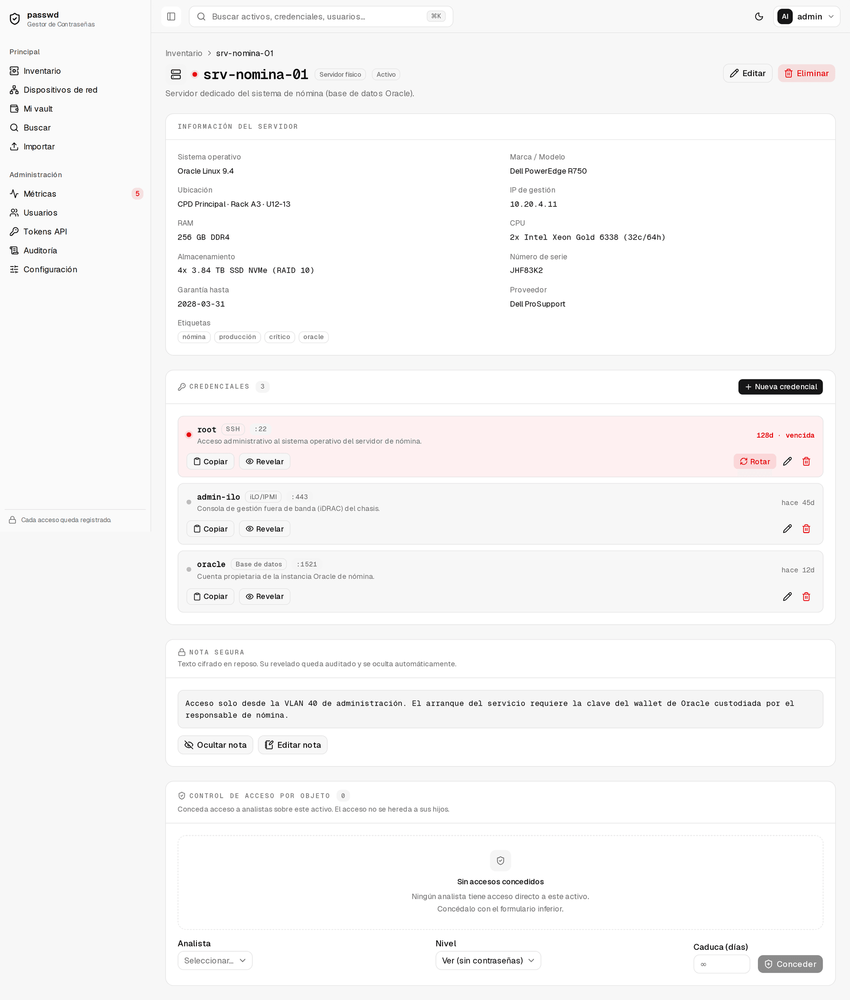 passwd
Gestor de Contraseñas
Principal
Inventario
Dispositivos de red
Mi vault
Buscar
Importar
Administración
Métricas 5
Usuarios
Tokens API
Auditoría
Configuración
Cada acceso queda registrado.
Buscar activos, credenciales, usuarios... ⌘K
AI admin
Inventario > srv-nomina-01
srv-nomina-01 Servidor físico Activo
Editar Eliminar
Servidor dedicado del sistema de nómina (base de datos Oracle).
INFORMACIÓN DEL SERVIDOR
Sistema operativo
Oracle Linux 9.4
Marca / Modelo
Dell PowerEdge R750
Ubicación
CPD Principal · Rack A3 · U12-13
IP de gestión
10.20.4.11
RAM
256 GB DDR4
CPU
2x Intel Xeon Gold 6338 (32c/64h)
Almacenamiento
4x 3.84 TB SSD NVMe (RAID 10)
Número de serie
JHF83K2
Garantía hasta
2028-03-31
Proveedor
Dell ProSupport
Etiquetas
nómina producción crítico oracle
CREDENCIALES 3
Nueva credencial
root SSH :22
Acceso administrativo al sistema operativo del servidor de nómina.
128d · vencida
Copiar Revelar Rotar
admin-ilo iLO/IPMI :443
Consola de gestión fuera de banda (iDRAC) del chasis.
hace 45d
Copiar Revelar
oracle Base de datos :1521
Cuenta propietaria de la instancia Oracle de nómina.
hace 12d
Copiar Revelar
NOTA SEGURA
Texto cifrado en reposo. Su revelado queda auditado y se oculta automáticamente.
Acceso solo desde la VLAN 40 de administración. El arranque del servicio requiere la clave del wallet de Oracle custodiada por el
responsable de nómina.
Ocultar nota Editar nota
CONTROL DE ACCESO POR OBJETO 0
Conceda acceso a analistas sobre este activo. El acceso no se hereda a sus hijos.
Sin accesos concedidos
Ningún analista tiene acceso directo a este activo.
Concédalo con el formulario inferior.
Analista
Seleccionar...
Nivel
Ver (sin contraseñas)
Caduca (días)
∞
Conceder